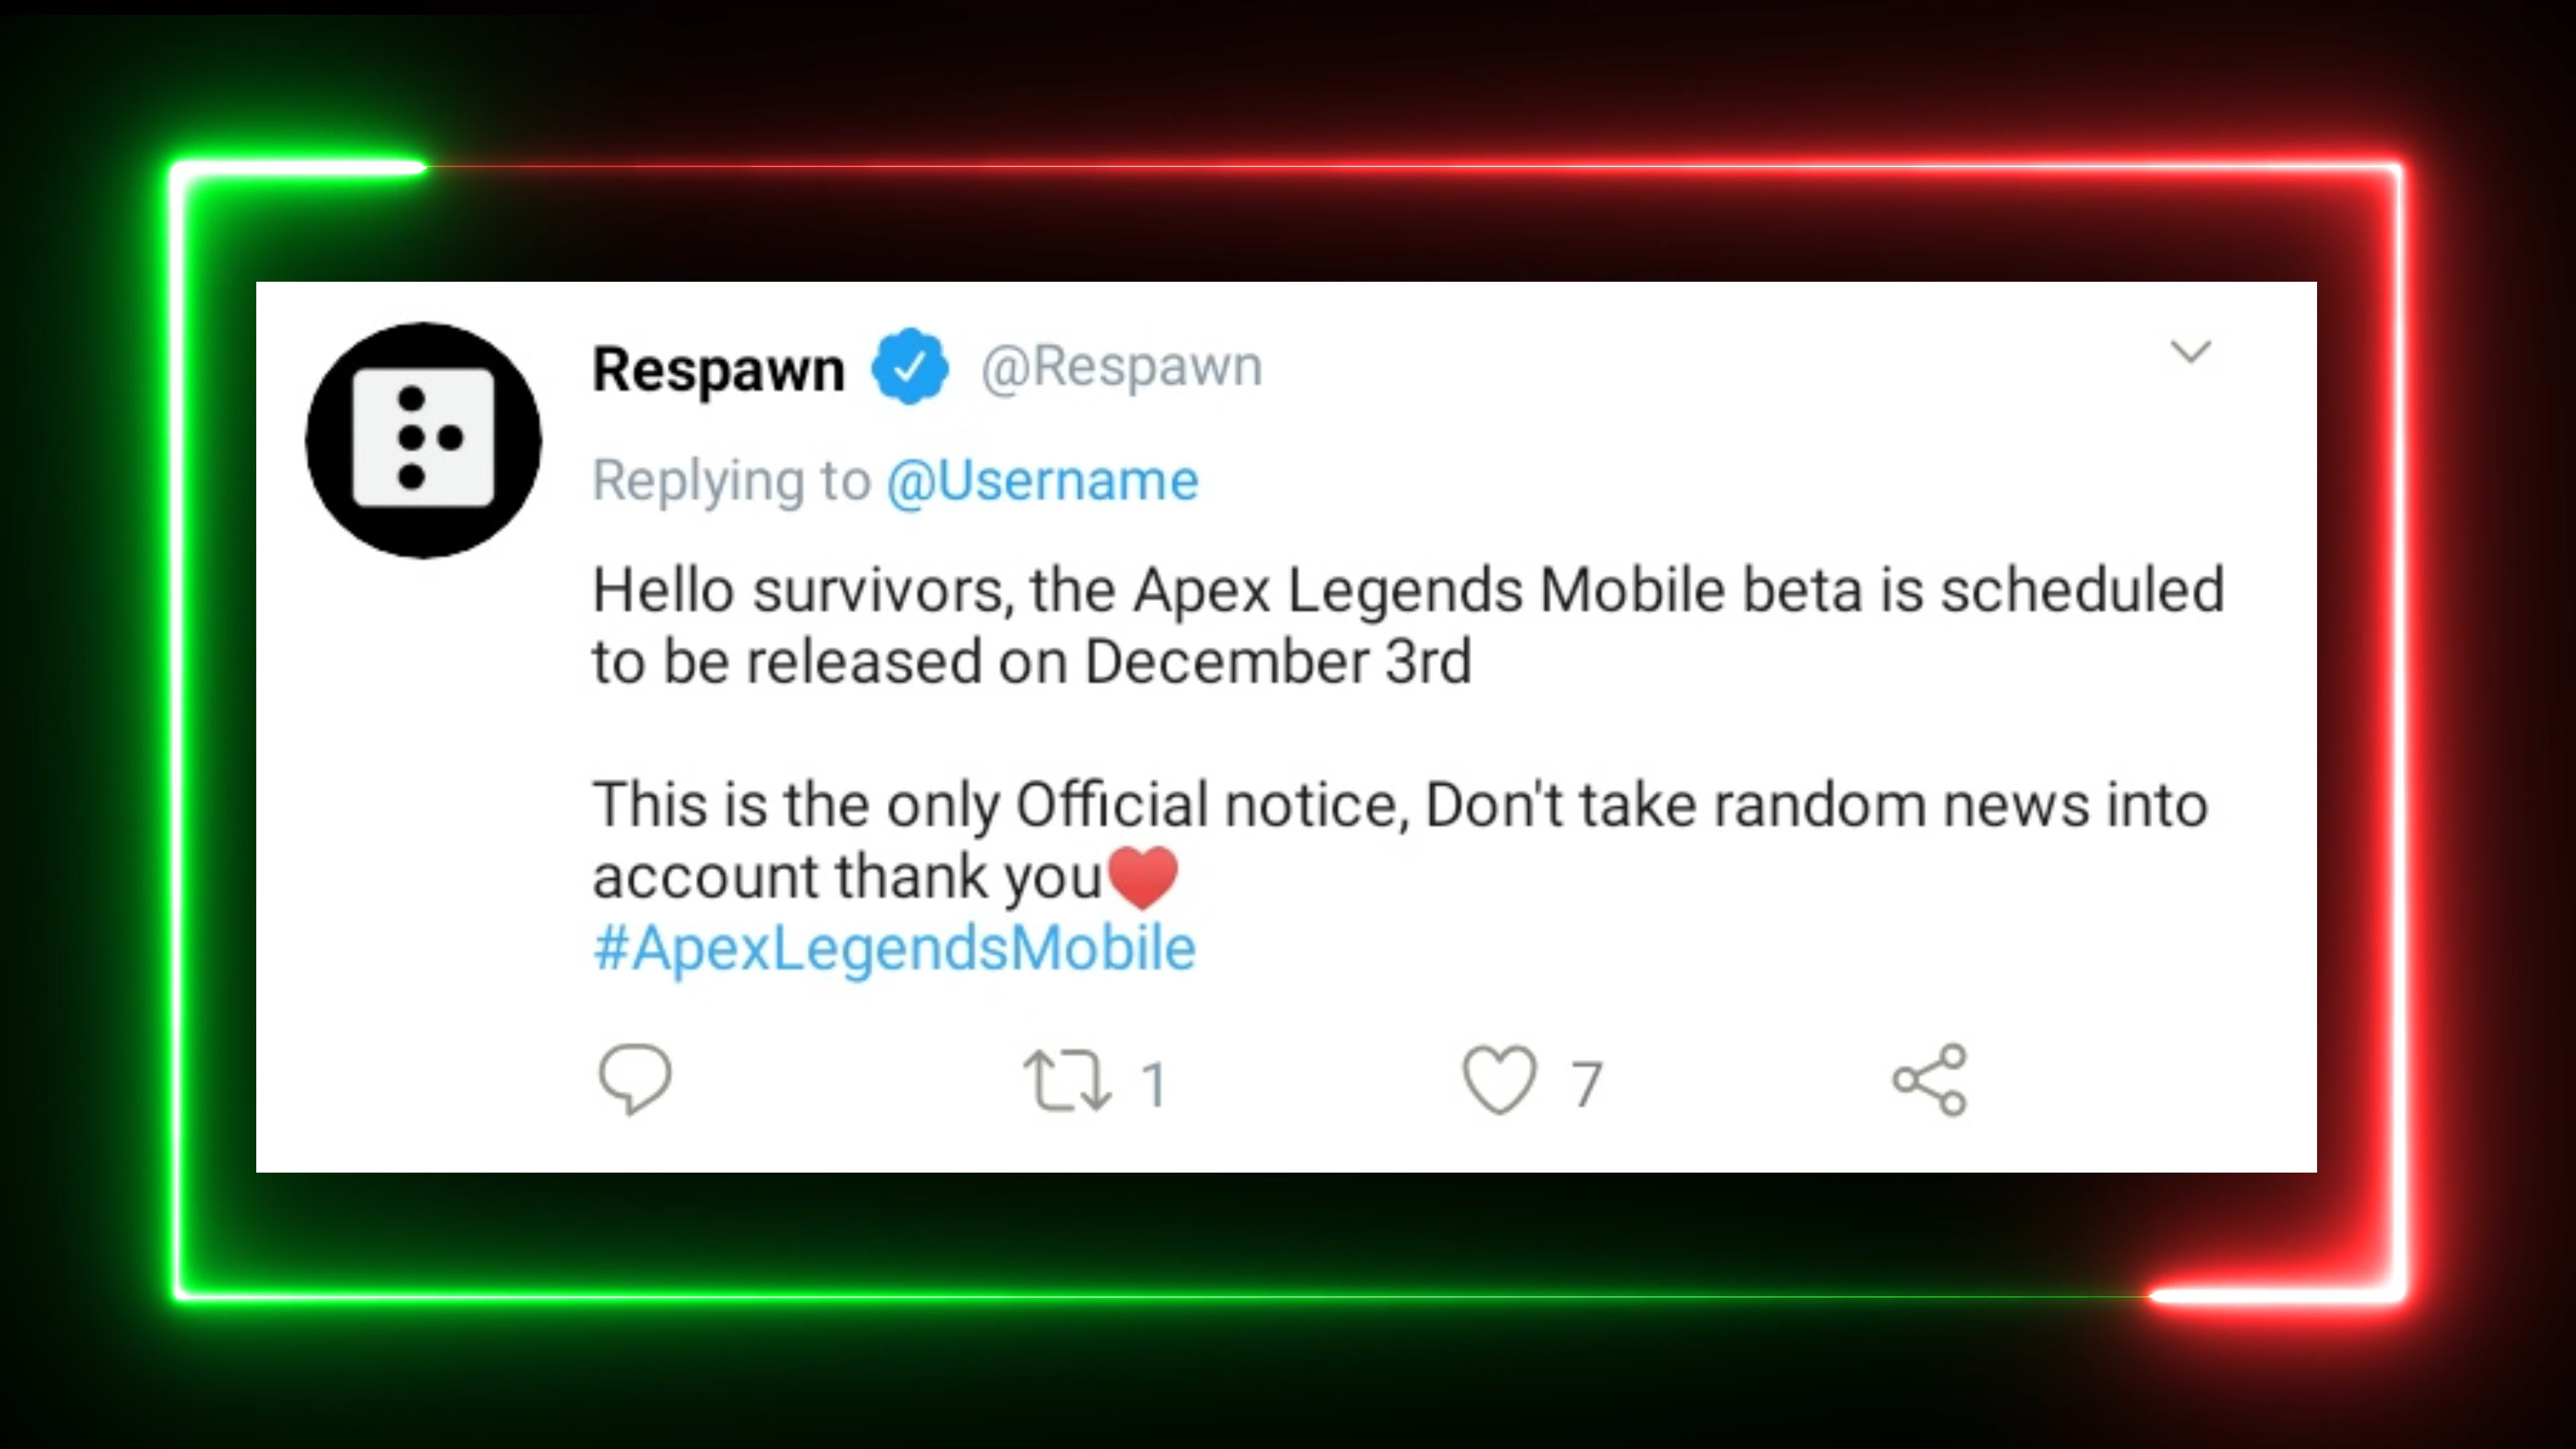 Respawn @Respawn
Replying to @Username
Hello survivors, the Apex Legends Mobile beta is scheduled
to be released on December 3rd
This is the only Official notice, Don't take random news into
account thank you❤️
#ApexLegendsMobile
1 7